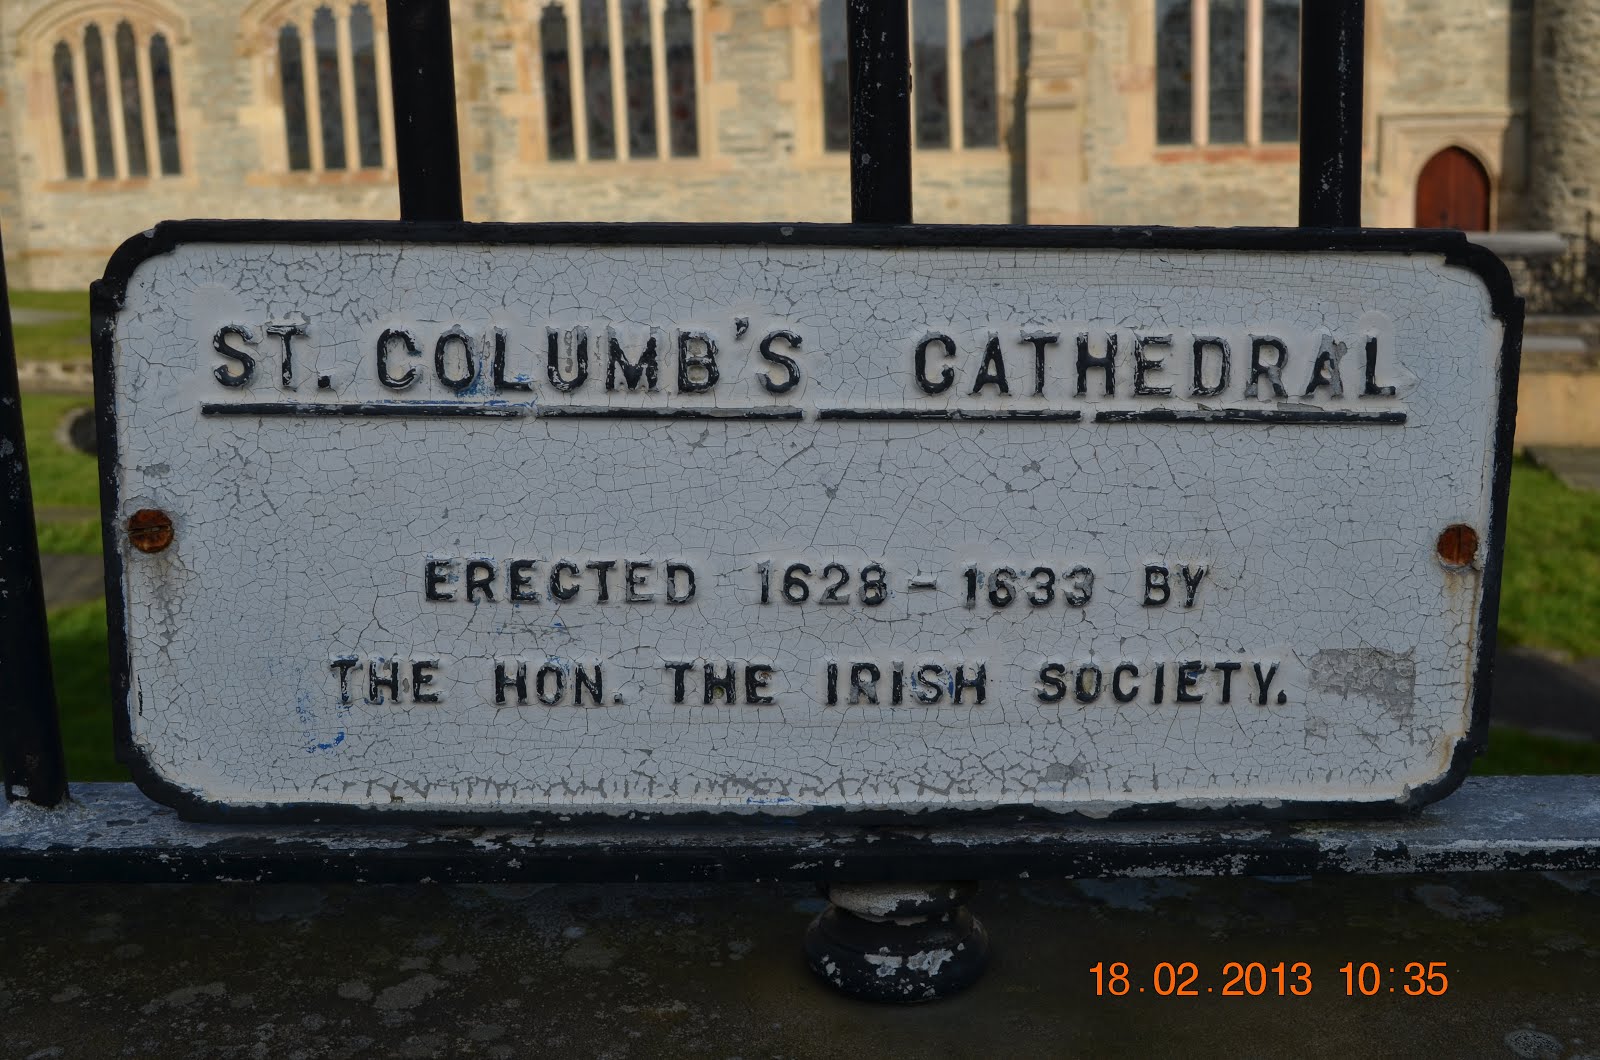 ST. COLUMB'S CATHEDRAL
ERECTED 1628 - 1633 BY
THE HON. THE IRISH SOCIETY.
18.02.2013 10:35